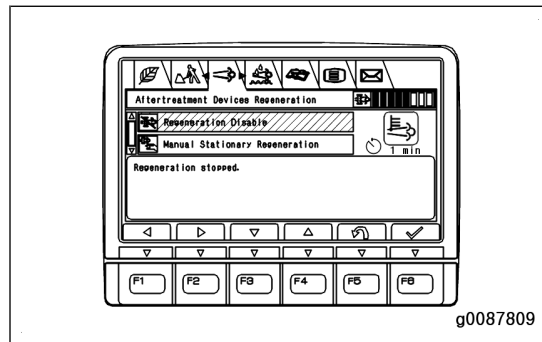 Aftertreatment Devices Regeneration
Regeneration Disable
1 min
Manual Stationary Regeneration
Regeneration stopped.
F1 F2 F3 F4 F5 F6
g0087809